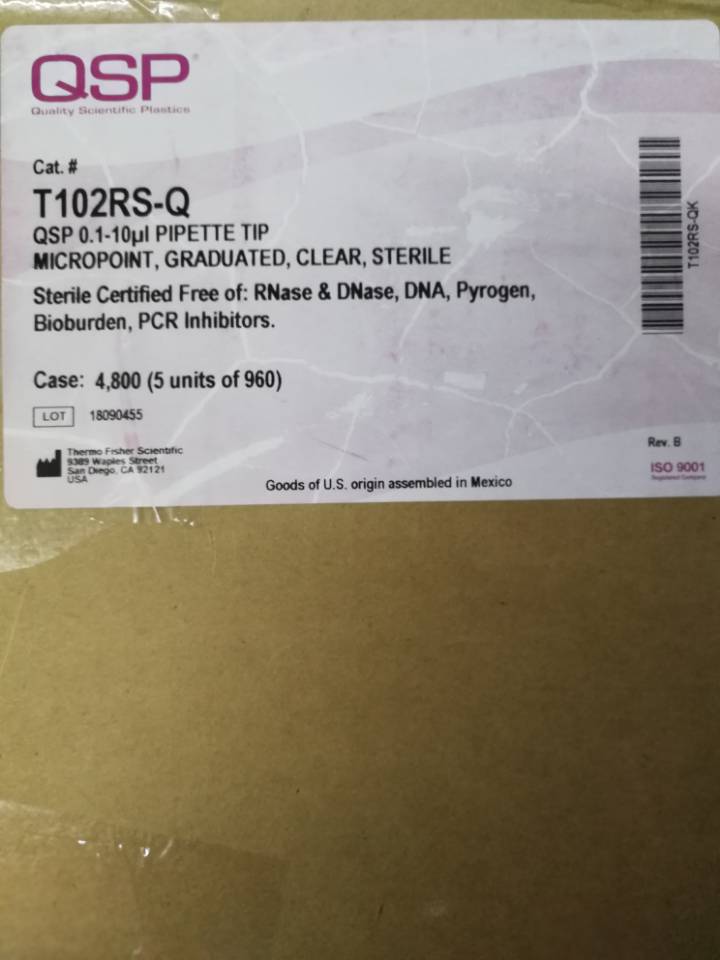 QSP
Quality Scientific Plastics
Cat. #
T102RS-Q
QSP 0.1-10µl PIPETTE TIP
MICROPOINT, GRADUATED, CLEAR, STERILE
Sterile Certified Free of: RNase & DNase, DNA, Pyrogen,
Bioburden, PCR Inhibitors.
Case: 4,800 (5 units of 960)
LOT 18090455
Thermo Fisher Scientific
9389 Waples Street
San Diego, CA 92121
USA
Goods of U.S. origin assembled in Mexico
T102RS-QK
Rev. B
ISO 9001
Registered Company